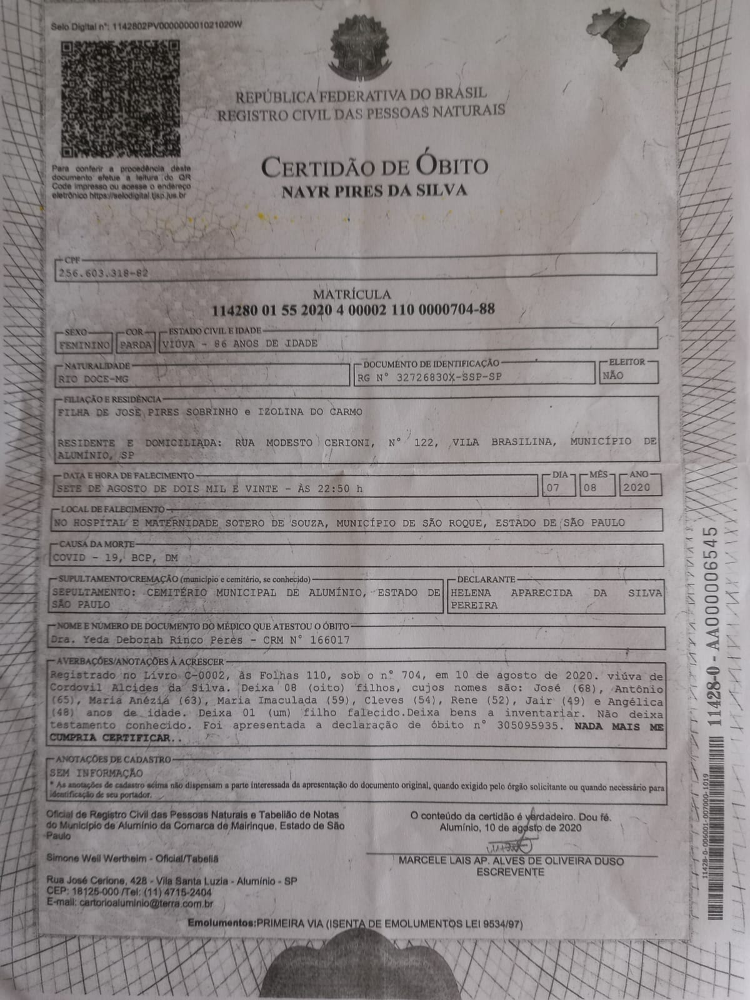 Selo Digital nº: 1142802PV000000001021020W
REPÚBLICA FEDERATIVA DO BRASIL
REGISTRO CIVIL DAS PESSOAS NATURAIS
Para conferir a procedência deste
documento efetue a leitura do QR
Code impresso ou acesse o endereço
eletrônico https://selodigital.tjsp.jus.br
CERTIDÃO DE ÓBITO
NAYR PIRES DA SILVA
CPF
256.603.318-82
MATRÍCULA
114280 01 55 2020 4 00002 110 0000704-88
SEXO COR ESTADO CIVIL E IDADE
FEMININO PARDA VIÚVA - 86 ANOS DE IDADE
NATURALIDADE DOCUMENTO DE IDENTIFICAÇÃO ELEITOR
RIO DOCE-MG RG N° 32726830X-SSP-SP NÃO
FILIAÇÃO E RESIDÊNCIA
FILHA DE JOSE PIRES SOBRINHO e IZOLINA DO CARMO
RESIDENTE E DOMICILIADA: RUA MODESTO CERIONI, N° 122, VILA BRASILINA, MUNICÍPIO DE
ALUMÍNIO, SP
DATA E HORA DE FALECIMENTO DIA MÊS ANO
SETE DE AGOSTO DE DOIS MIL E VINTE - ÀS 22:50 h 07 08 2020
LOCAL DE FALECIMENTO
NO HOSPITAL E MATERNIDADE SOTERO DE SOUZA, MUNICÍPIO DE SÃO ROQUE, ESTADO DE SÃO PAULO
CAUSA DA MORTE
COVID - 19, BCP, DM
SUPULTAMENTO/CREMAÇÃO (município e cemitério, se conhecido) DECLARANTE
SEPULTAMENTO: CEMITÉRIO MUNICIPAL DE ALUMÍNIO, ESTADO DE HELENA APARECIDA DA SILVA
SÃO PAULO PEREIRA
NOME E NÚMERO DE DOCUMENTO DO MÉDICO QUE ATESTOU O ÓBITO
Dra. Yeda Deborah Rinco Peres - CRM N° 166017
AVERBAÇÕES/ANOTAÇÕES À ACRESCER
Registrado no Livro C-0002, às Folhas 110, sob o n° 704, em 10 de agosto de 2020. viúva de
Cordovil Alcides da Silva. Deixa 08 (oito) filhos, cujos nomes são: José (68), Antônio
(65), Maria Anézia (63), Maria Imaculada (59), Cleves (54), Rene (52), Jair (49) e Angélica
(48) anos de idade. Deixa 01 (um) filho falecido.Deixa bens a inventariar. Não deixa
testamento conhecido. Foi apresentada a declaração de óbito n° 305095935. NADA MAIS ME
CUMPRIA CERTIFICAR..
ANOTAÇÕES DE CADASTRO
SEM INFORMAÇÃO
* As anotações de cadastro acima não dispensam a parte interessada da apresentação do documento original, quando exigido pelo órgão solicitante ou quando necessário para
identificação de seu portador.
Oficial de Registro Civil das Pessoas Naturais e Tabelião de Notas
do Município de Alumínio da Comarca de Mairinque, Estado de São
Paulo
Simone Weil Wertheim - Oficial/Tabeliã
Rua José Cerione, 428 - Vila Santa Luzia - Alumínio - SP
CEP: 18125-000 /Tel: (11) 4715-2404
E-mail: cartorioaluminio@terra.com.br
O conteúdo da certidão é verdadeiro. Dou fé.
Alumínio, 10 de agosto de 2020
MARCELE LAIS AP. ALVES DE OLIVEIRA DUSO
ESCREVENTE
Emolumentos:PRIMEIRA VIA (ISENTA DE EMOLUMENTOS LEI 9534/97)
11428-0 - AA000006545
11428-0-006001-007000-1019